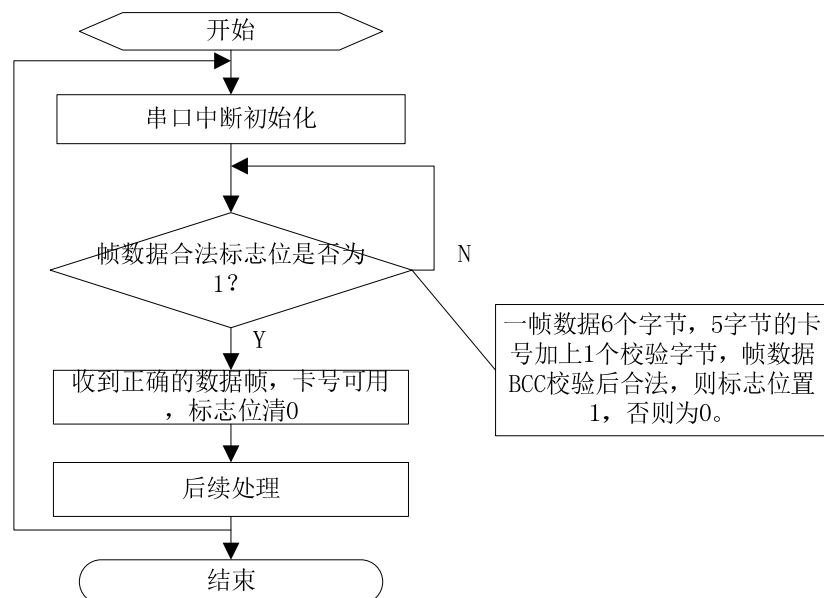 开始
串口中断初始化
帧数据合法标志位是否为
1?
N
Y
一帧数据6个字节，5字节的卡
号加上1个校验字节，帧数据
BCC校验后合法，则标志位置
1，否则为0。
收到正确的数据帧，卡号可用
，标志位清0
后续处理
结束